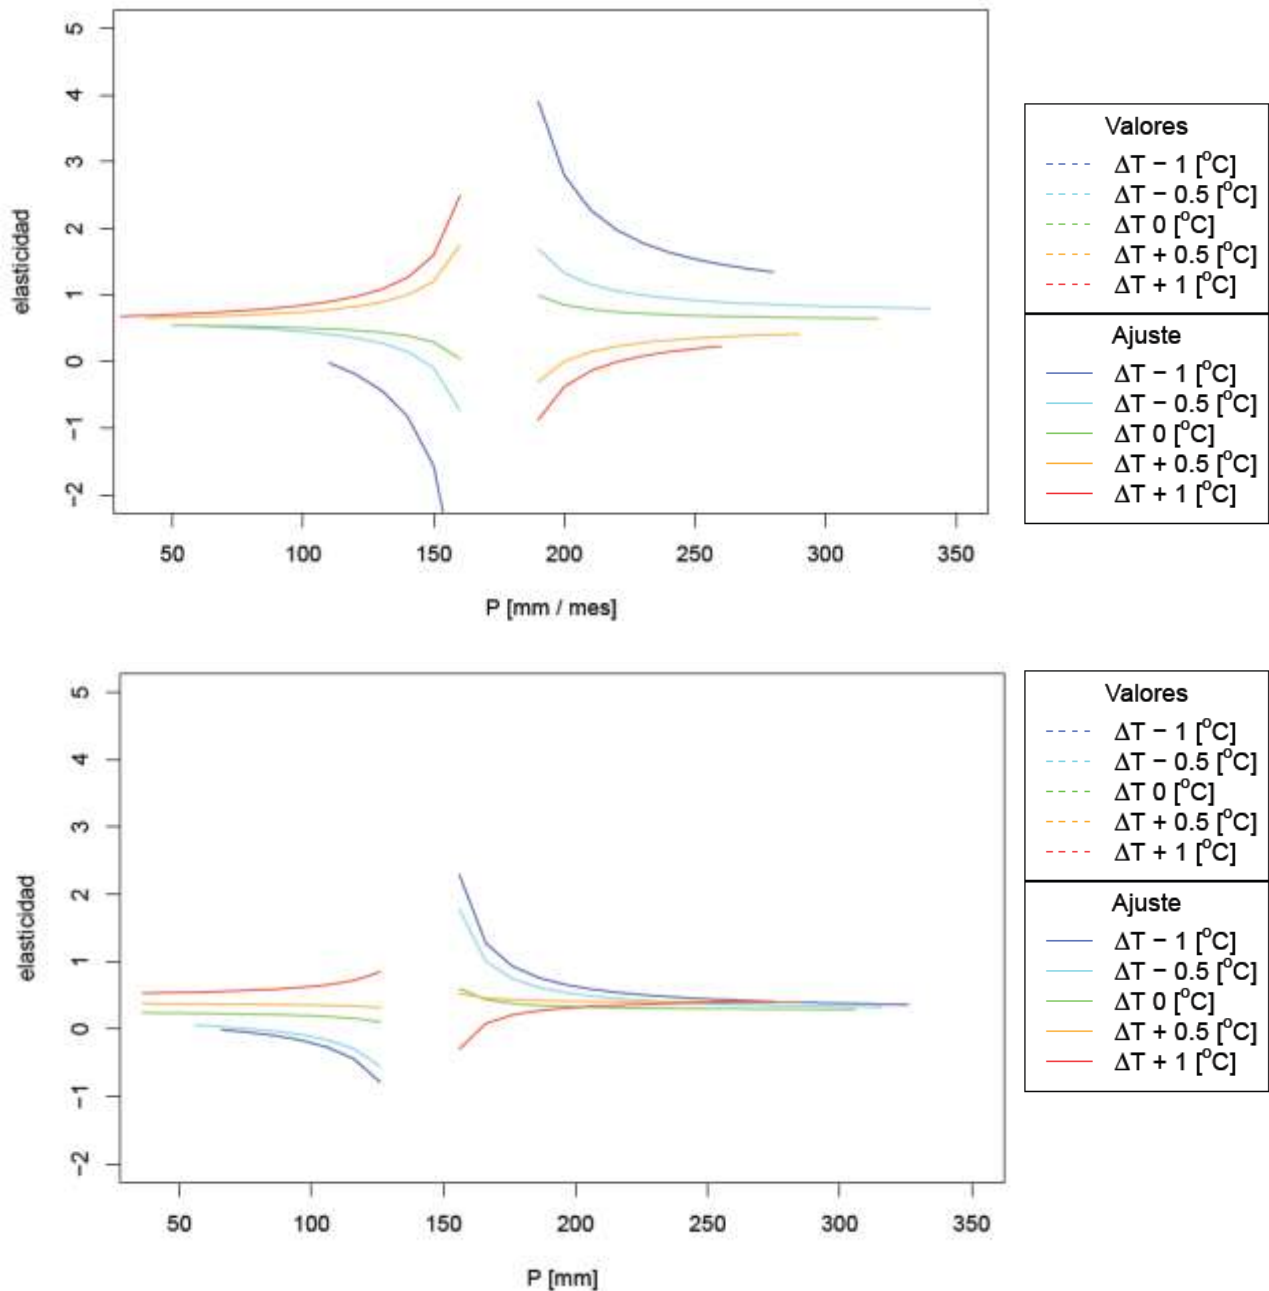 5
4
3
2
1
0
−1
−2
elasticidad
50 100 150 200 250 300 350
P [mm / mes]
Valores
ΔT − 1 [°C]
ΔT − 0.5 [°C]
ΔT 0 [°C]
ΔT + 0.5 [°C]
ΔT + 1 [°C]
Ajuste
ΔT − 1 [°C]
ΔT − 0.5 [°C]
ΔT 0 [°C]
ΔT + 0.5 [°C]
ΔT + 1 [°C]
5
4
3
2
1
0
−1
−2
elasticidad
50 100 150 200 250 300 350
P [mm]
Valores
ΔT − 1 [°C]
ΔT − 0.5 [°C]
ΔT 0 [°C]
ΔT + 0.5 [°C]
ΔT + 1 [°C]
Ajuste
ΔT − 1 [°C]
ΔT − 0.5 [°C]
ΔT 0 [°C]
ΔT + 0.5 [°C]
ΔT + 1 [°C]